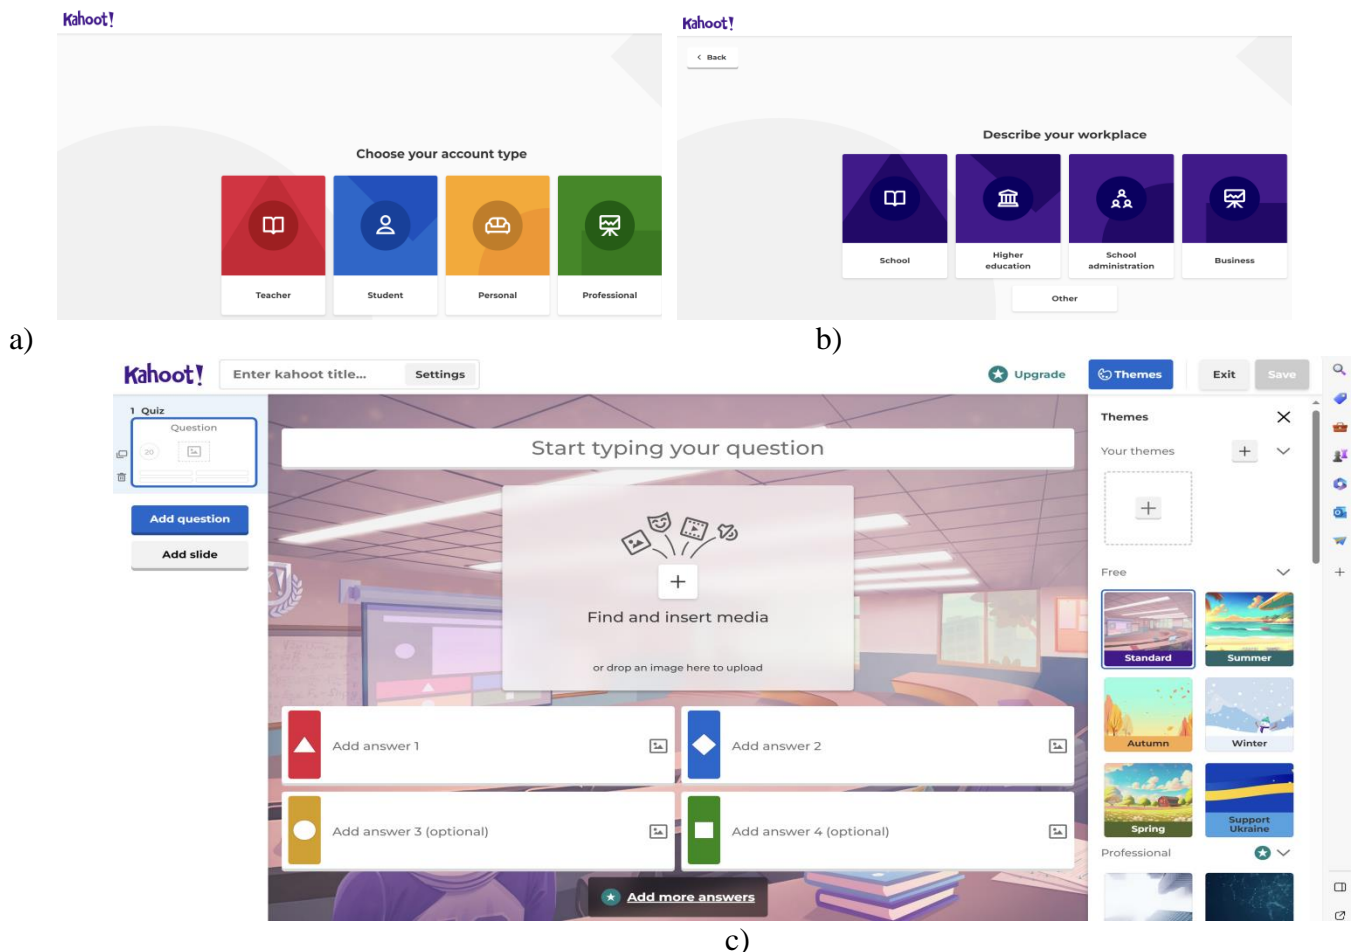 Kahoot!
Choose your account type
Teacher
Student
Personal
Professional
a)
Kahoot!
Back
Describe your workplace
School
Higher
education
School
administration
Business
Other
b)
Kahoot!
Enter kahoot title...
Settings
Upgrade
Themes
Exit
Save
1 Quiz
Question
20
Add question
Add slide
Start typing your question
Find and insert media
or drop an image here to upload
Add answer 1
Add answer 2
Add answer 3 (optional)
Add answer 4 (optional)
Add more answers
Themes
Your themes
Free
Standard
Summer
Autumn
Winter
Spring
Support
Ukraine
Professional
c)